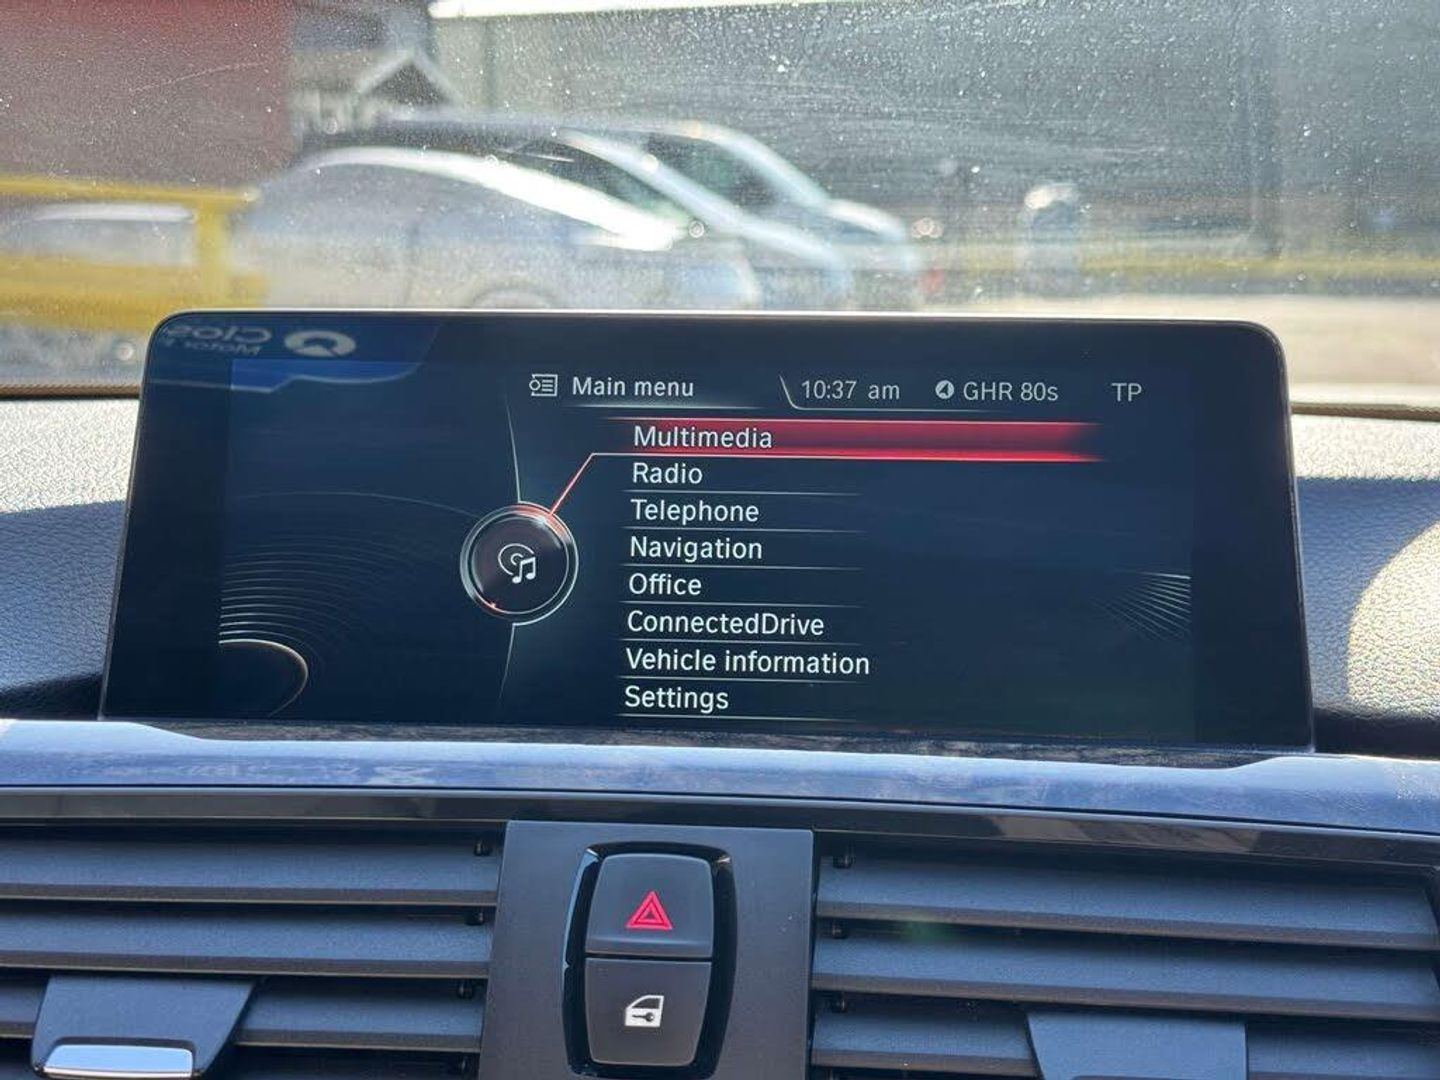 Main menu
10:37 am
GHR 80s
TP
Multimedia
Radio
Telephone
Navigation
Office
ConnectedDrive
Vehicle information
Settings